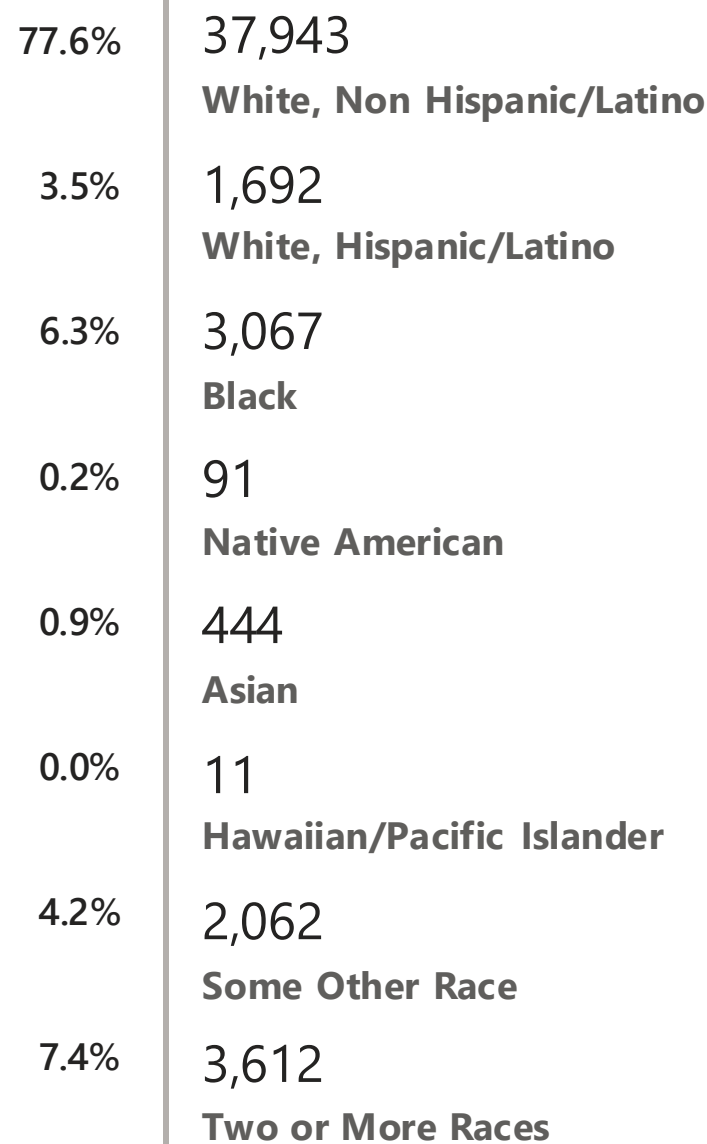 77.6%
37,943
White, Non Hispanic/Latino
3.5%
1,692
White, Hispanic/Latino
6.3%
3,067
Black
0.2%
91
Native American
0.9%
444
Asian
0.0%
11
Hawaiian/Pacific Islander
4.2%
2,062
Some Other Race
7.4%
3,612
Two or More Races